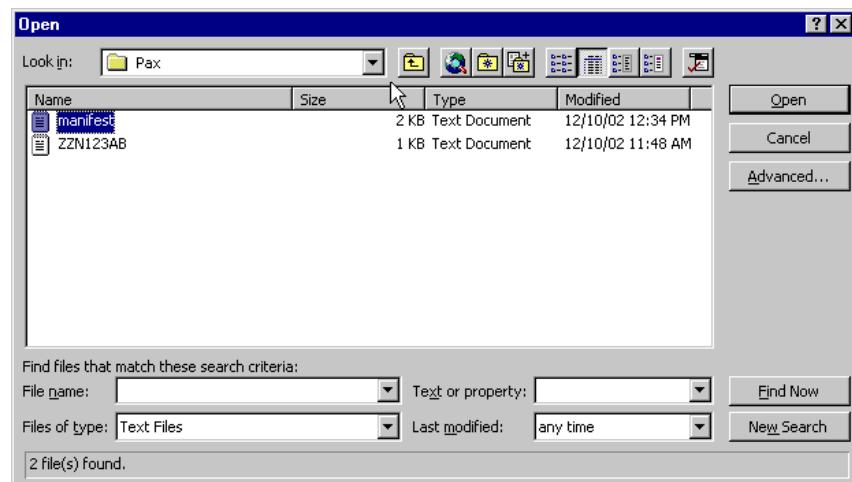 Open
Look in: Pax
Name Size Type Modified
manifest 2 KB Text Document 12/10/02 12:34 PM
ZZN123AB 1 KB Text Document 12/10/02 11:48 AM
Open
Cancel
Advanced...
Find files that match these search criteria:
File name: Text or property: Find Now
Files of type: Text Files Last modified: any time New Search
2 file(s) found.